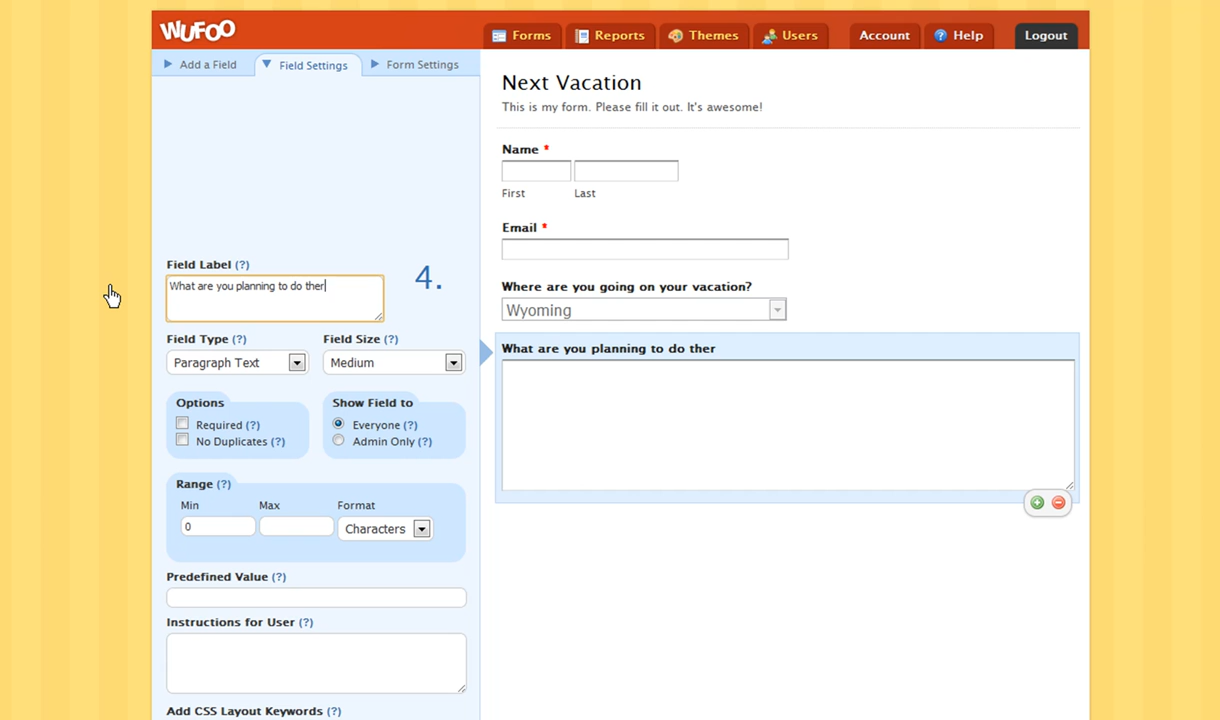 WUFOO
Forms Reports Themes Users Account Help Logout
Add a Field Field Settings Form Settings
Next Vacation
This is my form. Please fill it out. It's awesome!
Name *
First Last
Email *
Where are you going on your vacation?
Wyoming
What are you planning to do ther
Field Label (?)
4.
What are you planning to do ther
Field Type (?) Field Size (?)
Paragraph Text Medium
Options Show Field to
Required (?) Everyone (?)
No Duplicates (?) Admin Only (?)
Range (?)
Min Max Format
0 Characters
Predefined Value (?)
Instructions for User (?)
Add CSS Layout Keywords (?)